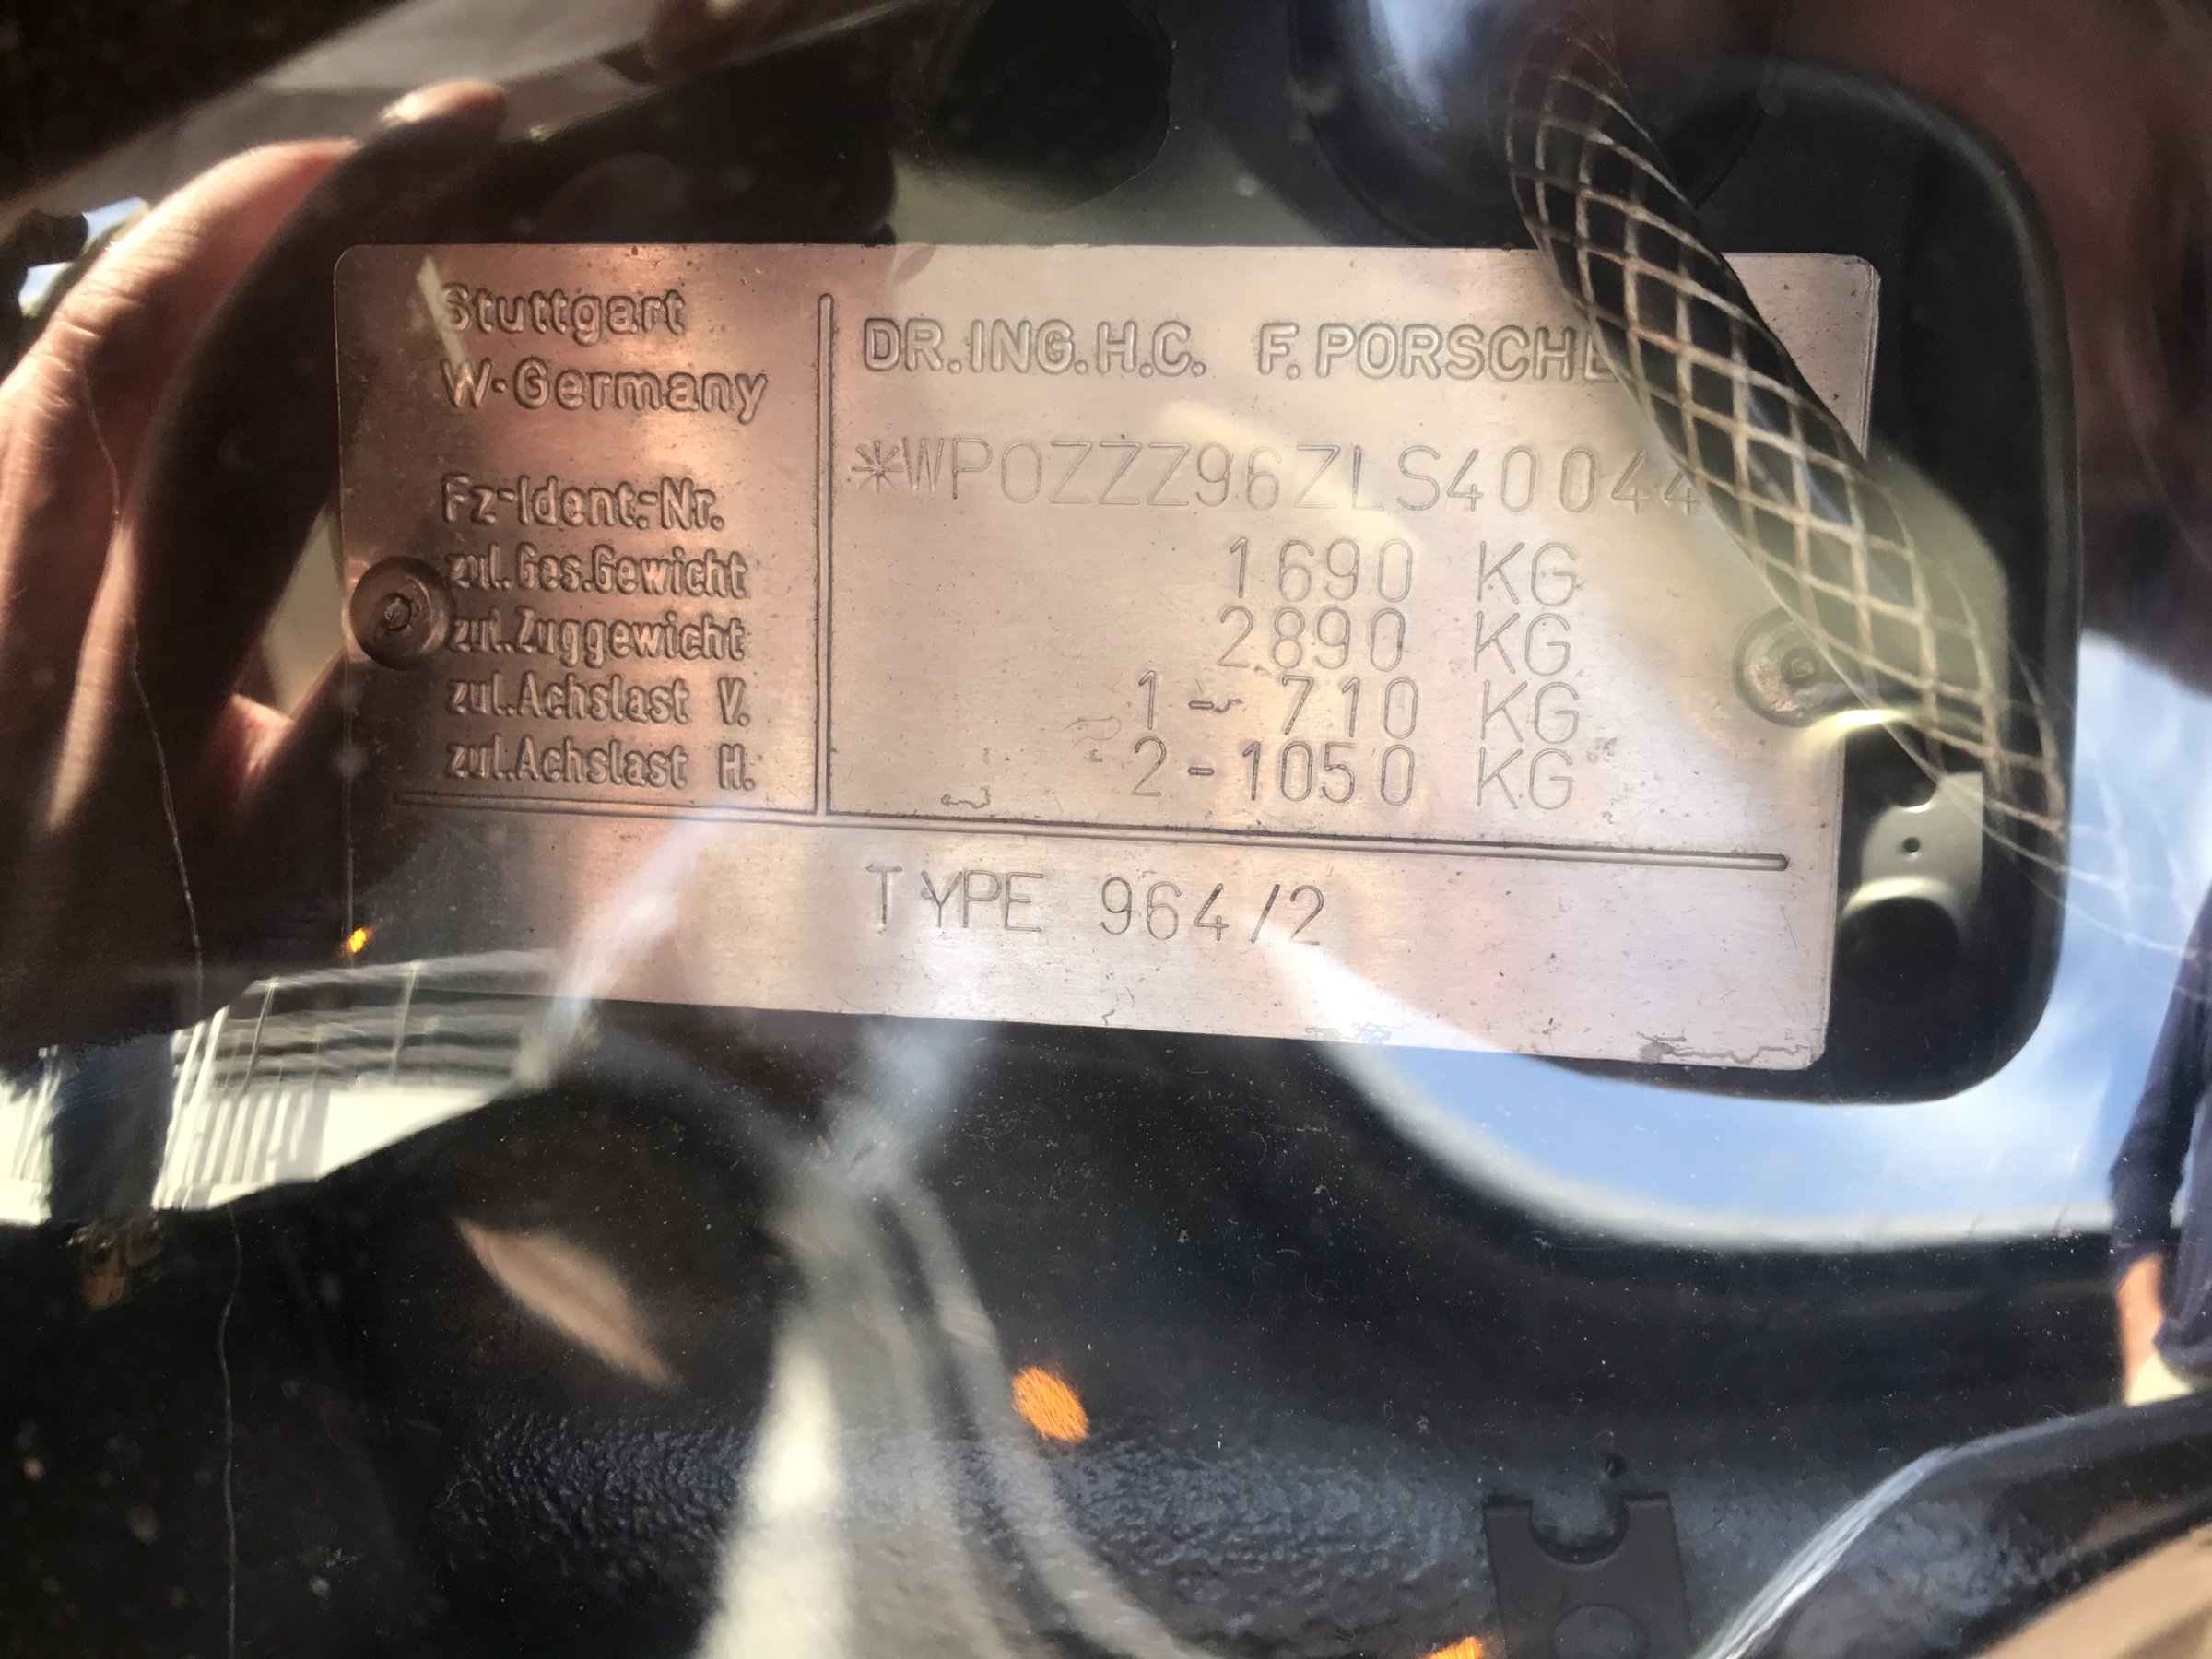 Stuttgart
W-Germany
DR.ING.H.C. F.PORSCHE
Fz-Ident.-Nr. *WP0ZZZ96ZLS40044
zul.Ges.Gewicht 1690 KG
zul.Zuggewicht 2890 KG
zul.Achslast V. 1- 710 KG
zul.Achslast H. 2-1050 KG
TYPE 964/2